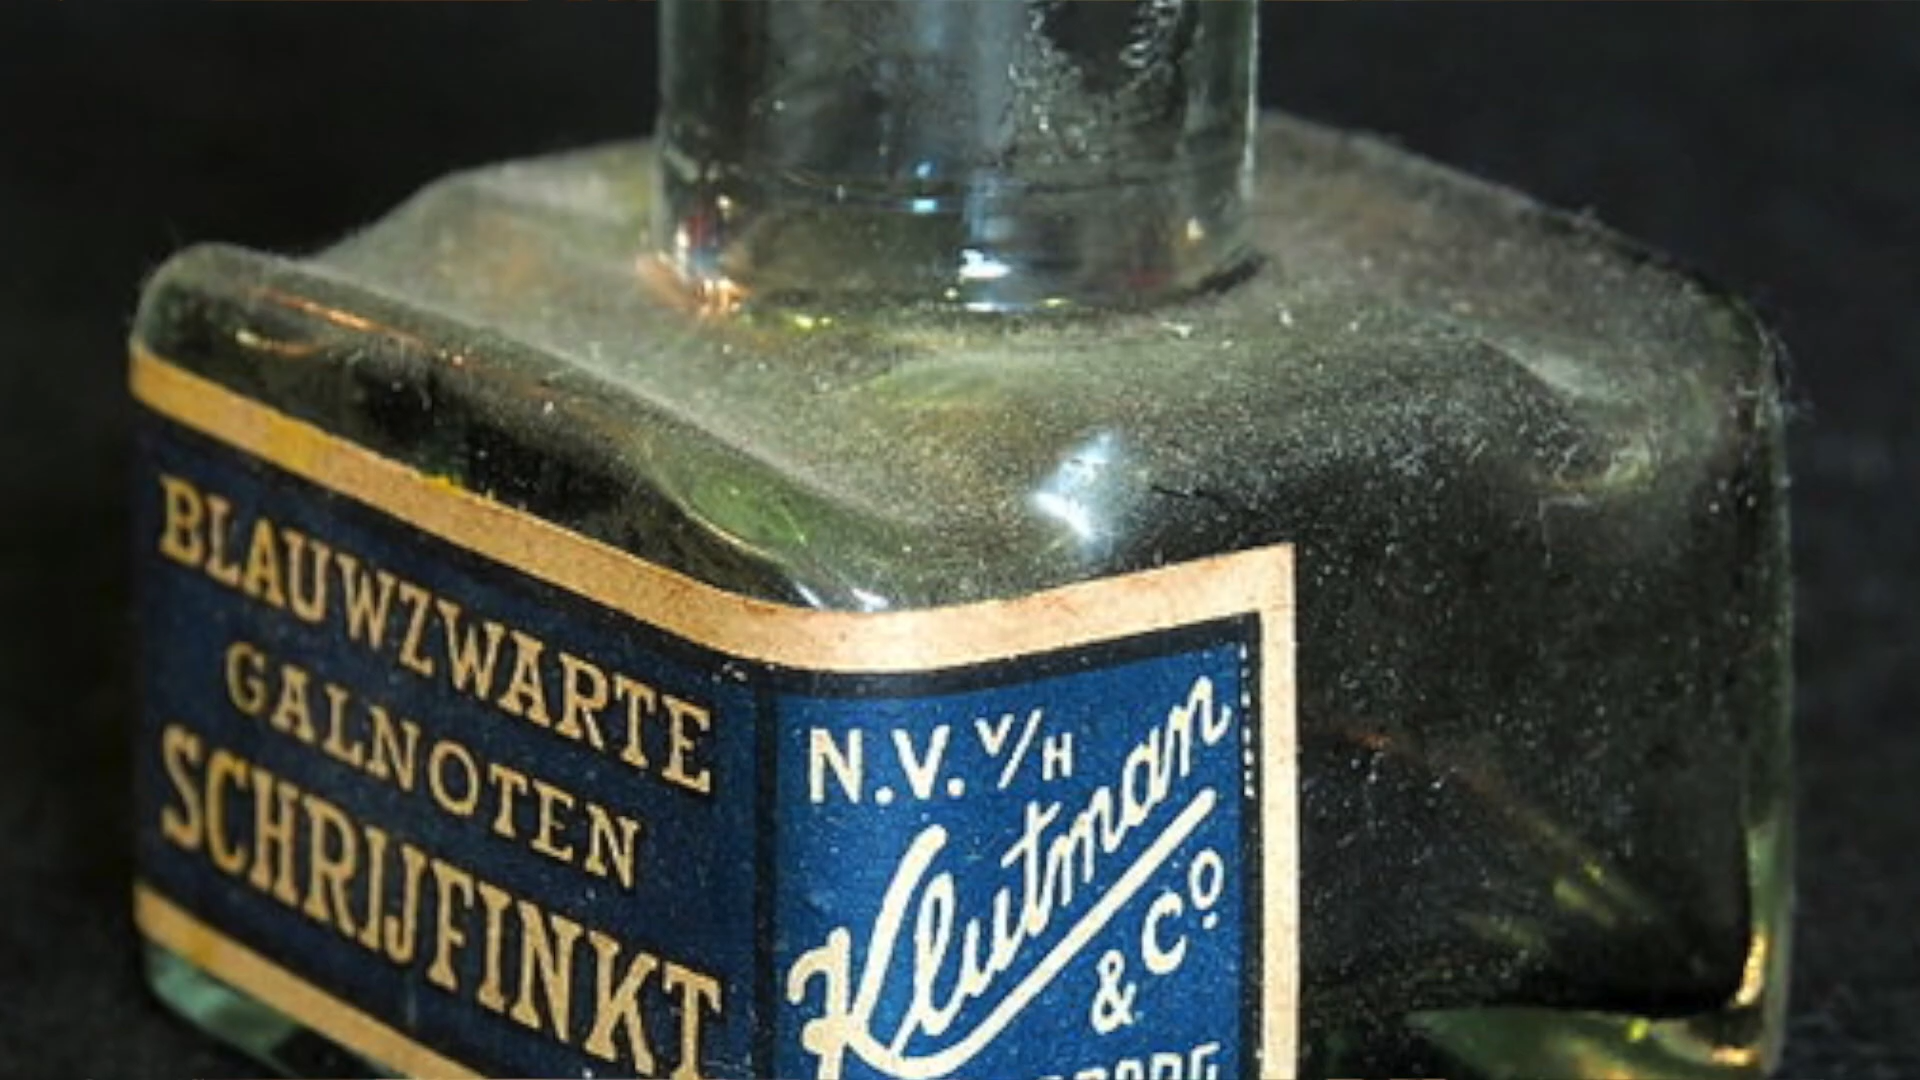 BLAUWZWARTE
GALNOTEN
SCHRIJFINKT
N.V. V/H
Klutman
& Co